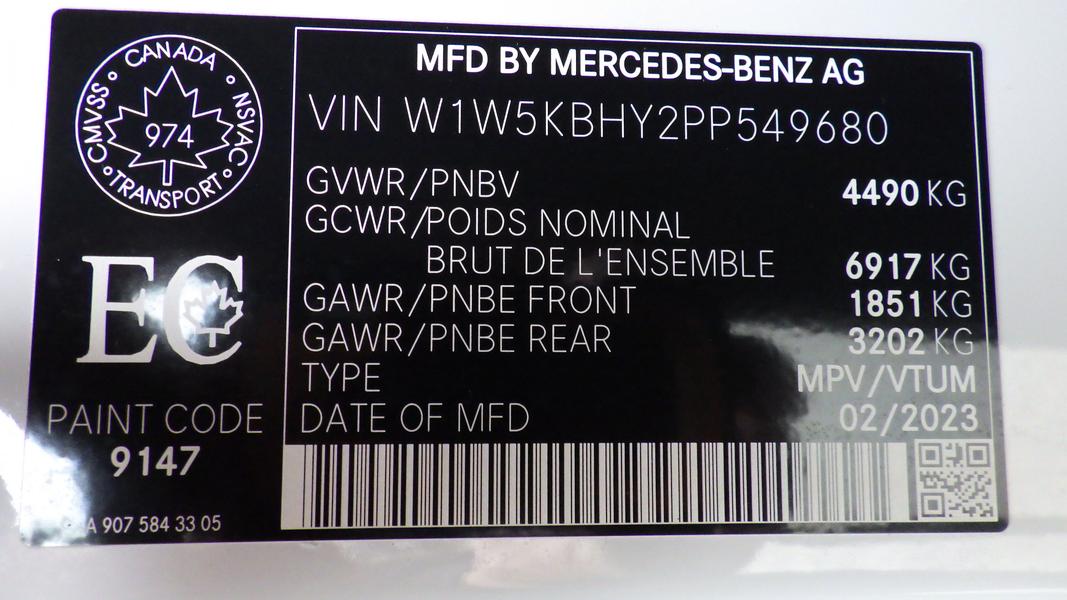 CANADA
CMVSS
NSVAC
974
TRANSPORT
EC
PAINT CODE
9147
A 907 584 33 05
MFD BY MERCEDES-BENZ AG
VIN W1W5KBHY2PP549680
GVWR/PNBV 4490 KG
GCWR/POIDS NOMINAL
BRUT DE L'ENSEMBLE 6917 KG
GAWR/PNBE FRONT 1851 KG
GAWR/PNBE REAR 3202 KG
TYPE MPV/VTUM
DATE OF MFD 02/2023